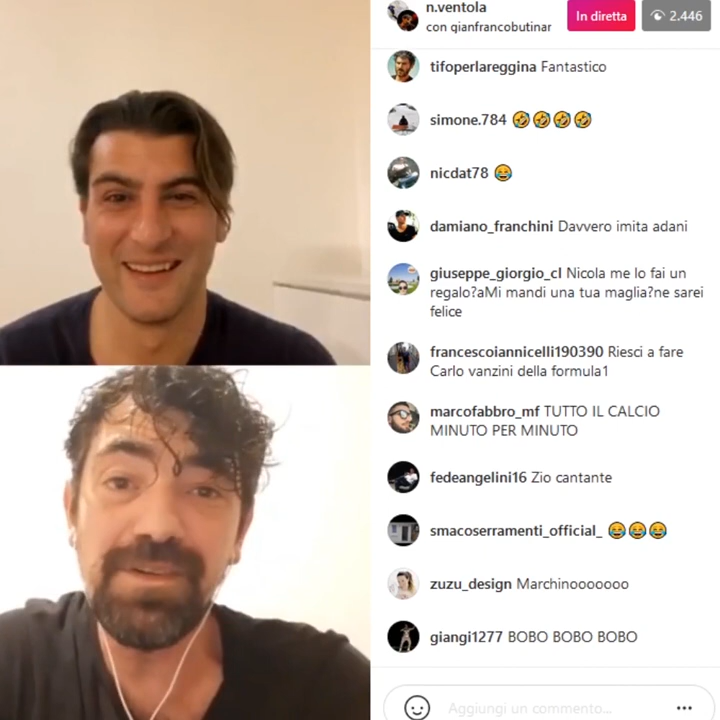 n.ventola
con gianfrancobutinar
In diretta
2.446
tifoperlareggina Fantastico
simone.784 🤣🤣🤣🤣
nicdat78 😂
damiano_franchini Davvero imita adani
giuseppe_giorgio_cl Nicola me lo fai un
regalo?aMi mandi una tua maglia?ne sarei
felice
francescoiannicelli190390 Riesci a fare
Carlo vanzini della formula1
marcofabbro_mf TUTTO IL CALCIO
MINUTO PER MINUTO
fedeangelini16 Zio cantante
smacoserramenti_official_ 😂😂😂
zuzu_design Marchinooooooo
giangi1277 BOBO BOBO BOBO
Aggiungi un commento...